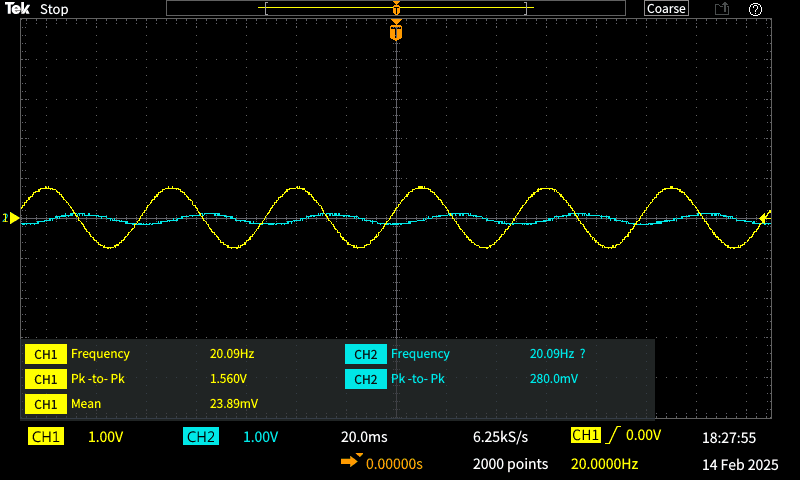 Tek Stop T Coarse ?
T
1
CH1 Frequency 20.09Hz CH2 Frequency 20.09Hz ?
CH1 Pk-to-Pk 1.560V CH2 Pk-to-Pk 280.0mV
CH1 Mean 23.89mV
CH1 1.00V CH2 1.00V 20.0ms 6.25kS/s CH1 0.00V 18:27:55
0.00000s 2000 points 20.0000Hz 14 Feb 2025